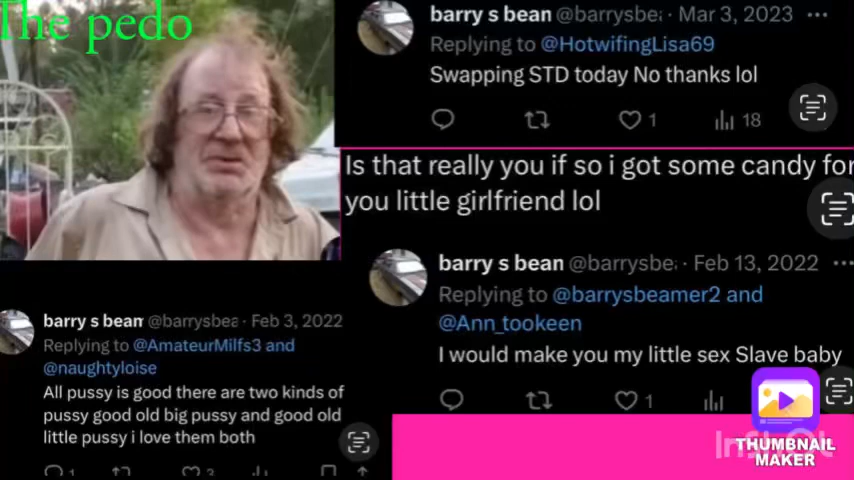 The pedo
barry s bean @barrysbe: · Mar 3, 2023
Replying to @HotwifingLisa69
Swapping STD today No thanks lol
1
18
Is that really you if so i got some candy for
you little girlfriend lol
barry s bean @barrysbe: · Feb 13, 2022
Replying to @barrysbeamer2 and
@Ann_tookeen
I would make you my little sex Slave baby
1
barry s bean @barrysbea · Feb 3, 2022
Replying to @AmateurMilfs3 and
@naughtyloise
All pussy is good there are two kinds of
pussy good old big pussy and good old
little pussy i love them both
1
3
THUMBNAIL
MAKER